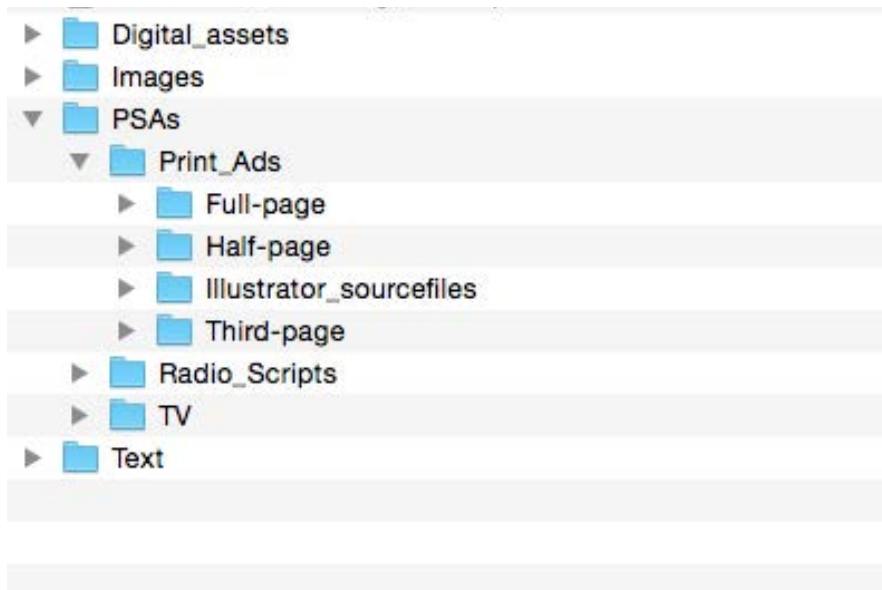 Digital_assets
Images
PSAs
Print_Ads
Full-page
Half-page
Illustrator_sourcefiles
Third-page
Radio_Scripts
TV
Text